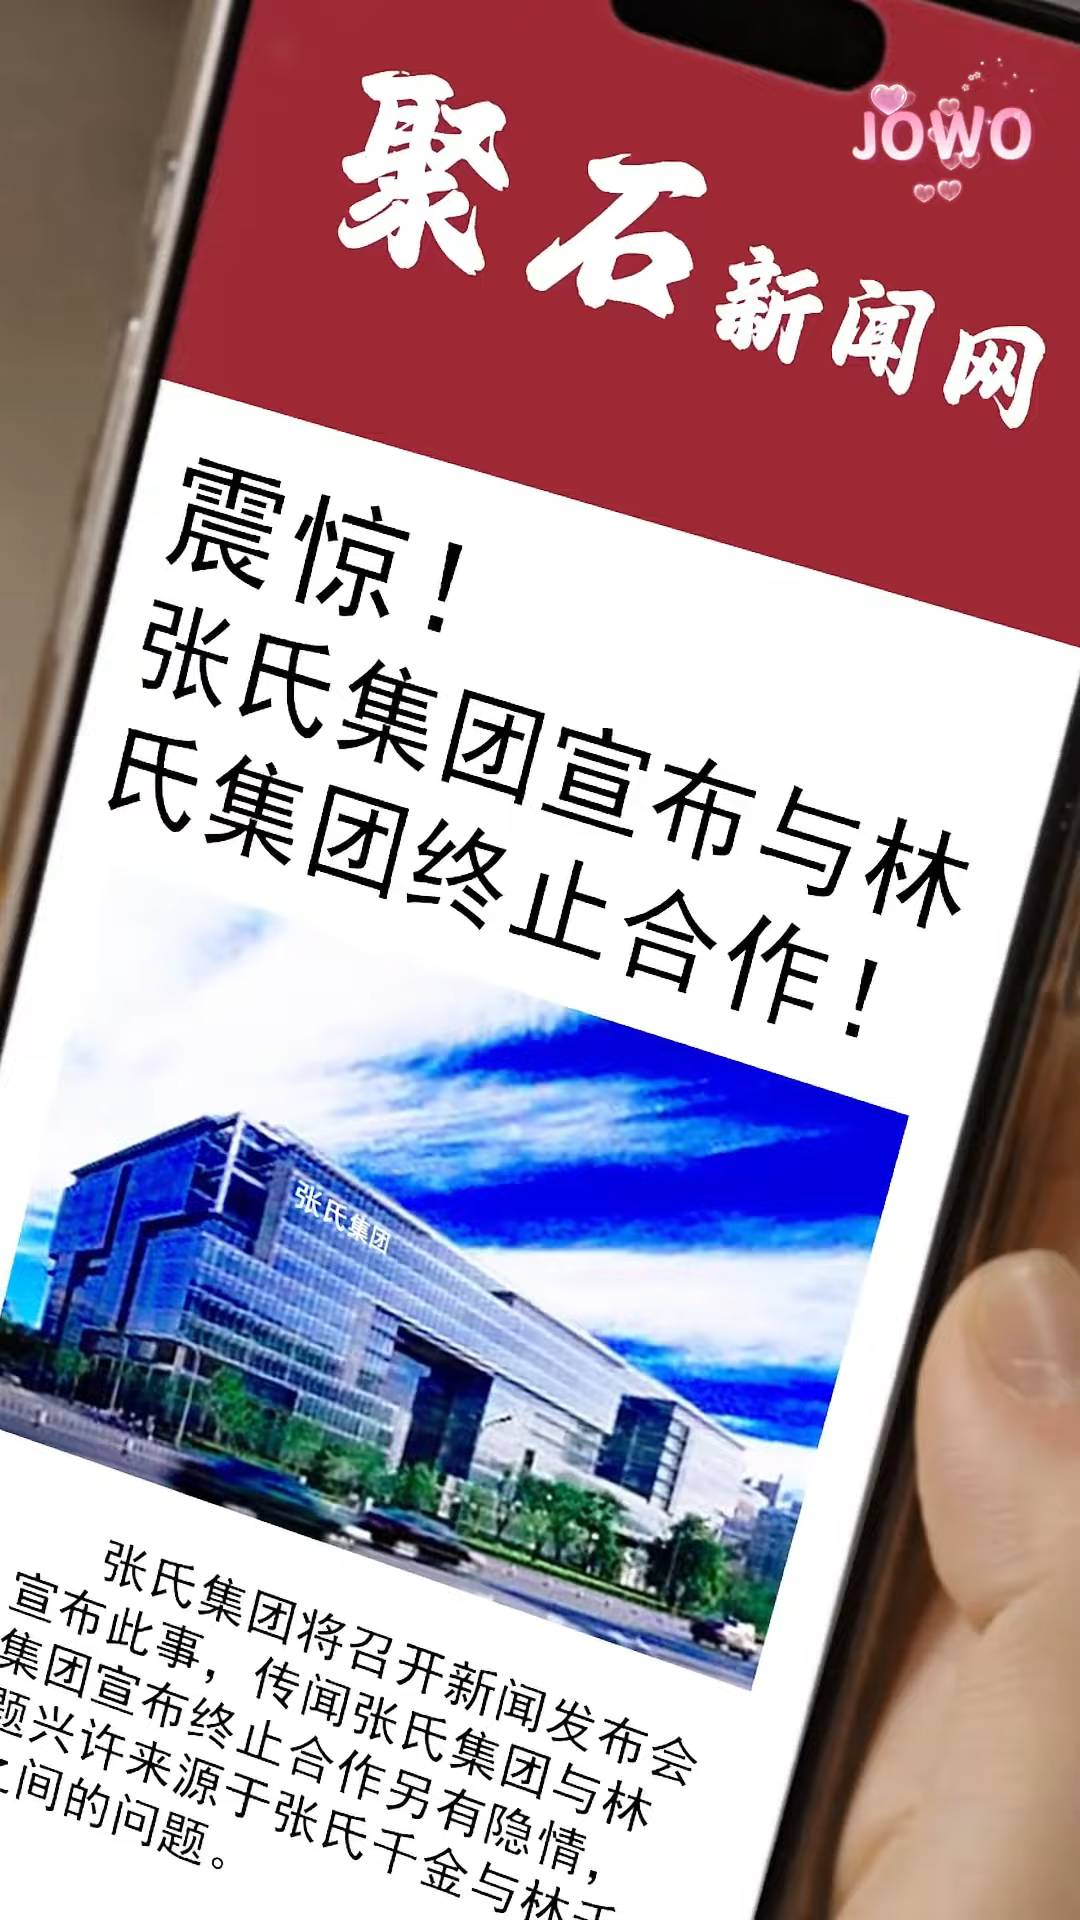 JOWO
聚石新闻网
震惊！
张氏集团宣布与林
氏集团终止合作！
张氏集团
张氏集团将召开新闻发布会
宣布此事，传闻张氏集团与林
集团宣布终止合作另有隐情，
题兴许来源于张氏千金与林
之间的问题。